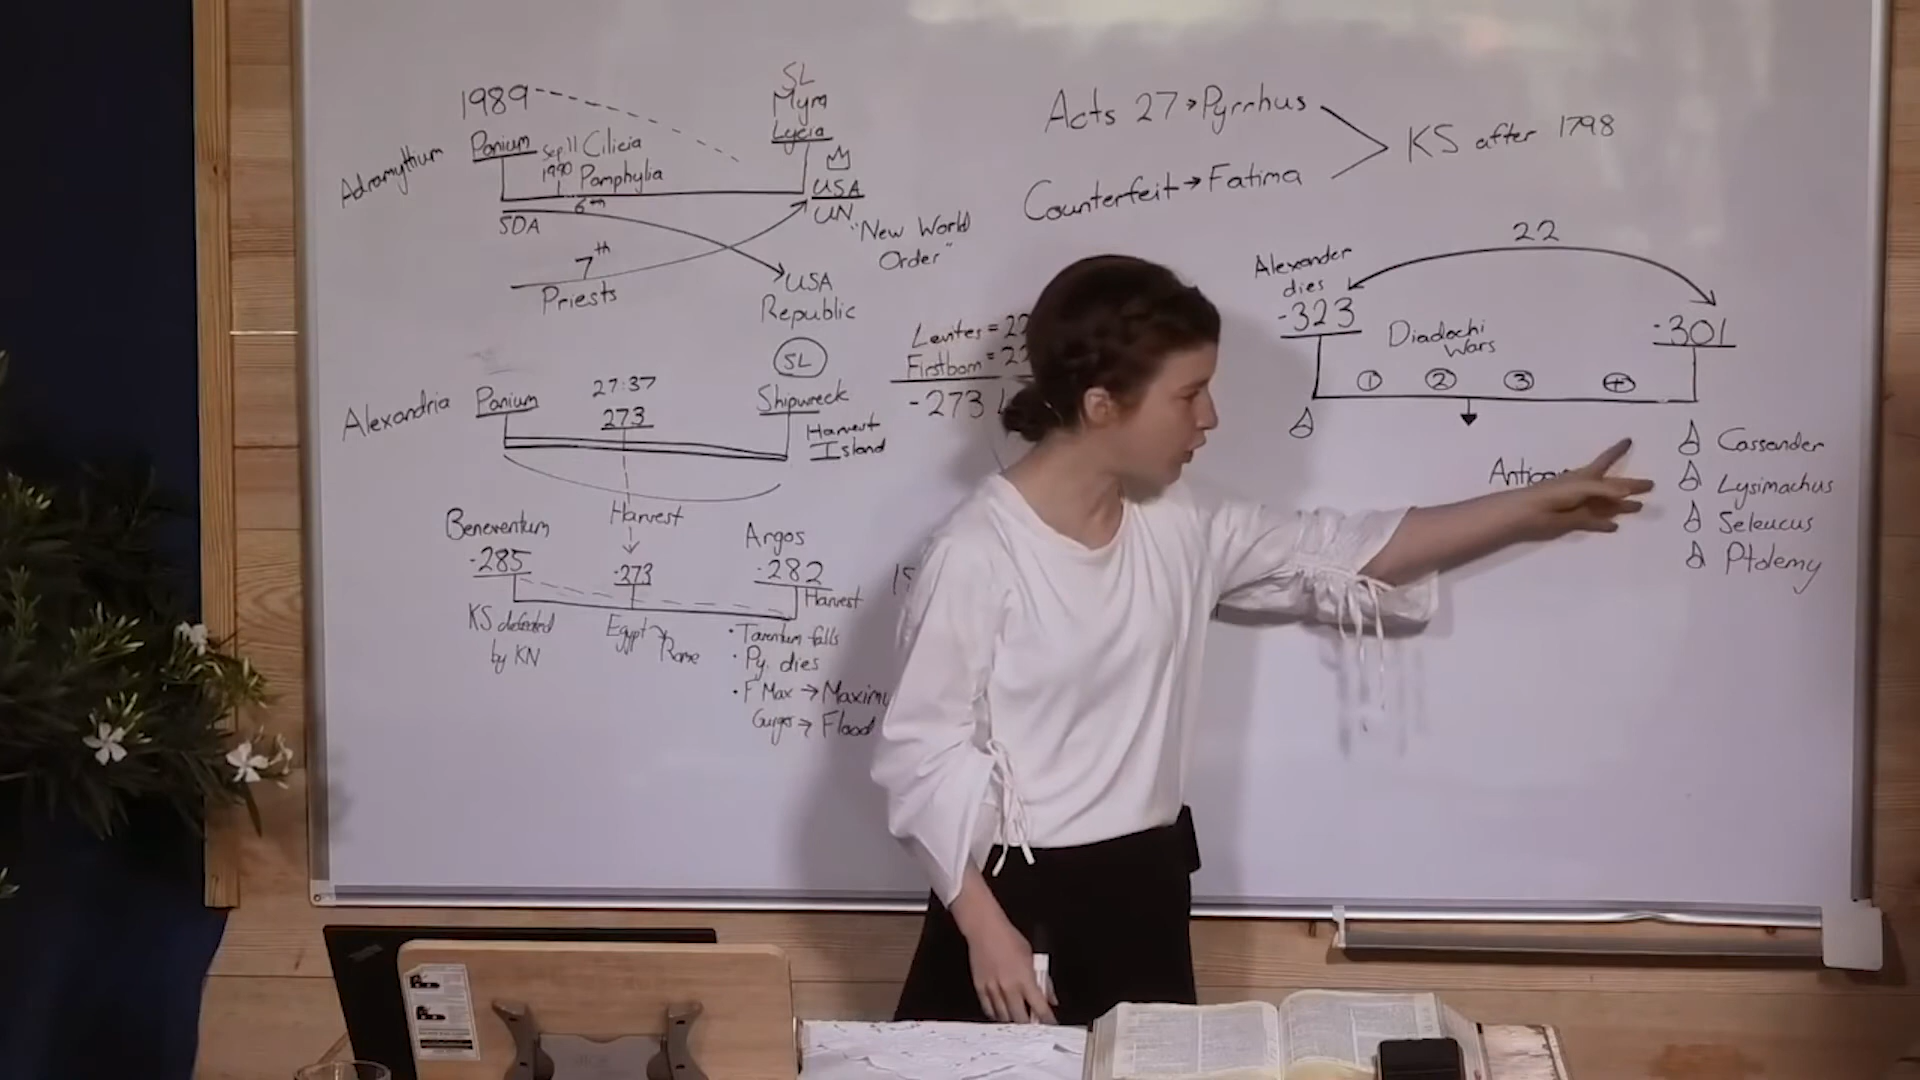 1989
SL
Myra
Lycia
Adramyttium
Panium
Sep 11
1990
Cilicia
Pamphylia
6th
SDA
USA
UN
"New World
Order"
7th
Priests
USA
Republic
SL
Alexandria
Panium
27:37
273
Shipwreck
Harvest
Island
Levites = 22
Firstborn = 22
-273
Harvest
Beneventum
-285
-273
Argos
-282
Harvest
KS defeated
by KN
Egypt
Rome
• Tarentum falls
• Py. dies
• F Max → Maximu
→ Flood
Acts 27 → Pyrrhus
Counterfeit → Fatima
KS after 1798
22
Alexander
dies
-323
Diadochi
Wars
-301
1
2
3
4
Antigon
Cassander
Lysimachus
Seleucus
Ptolemy